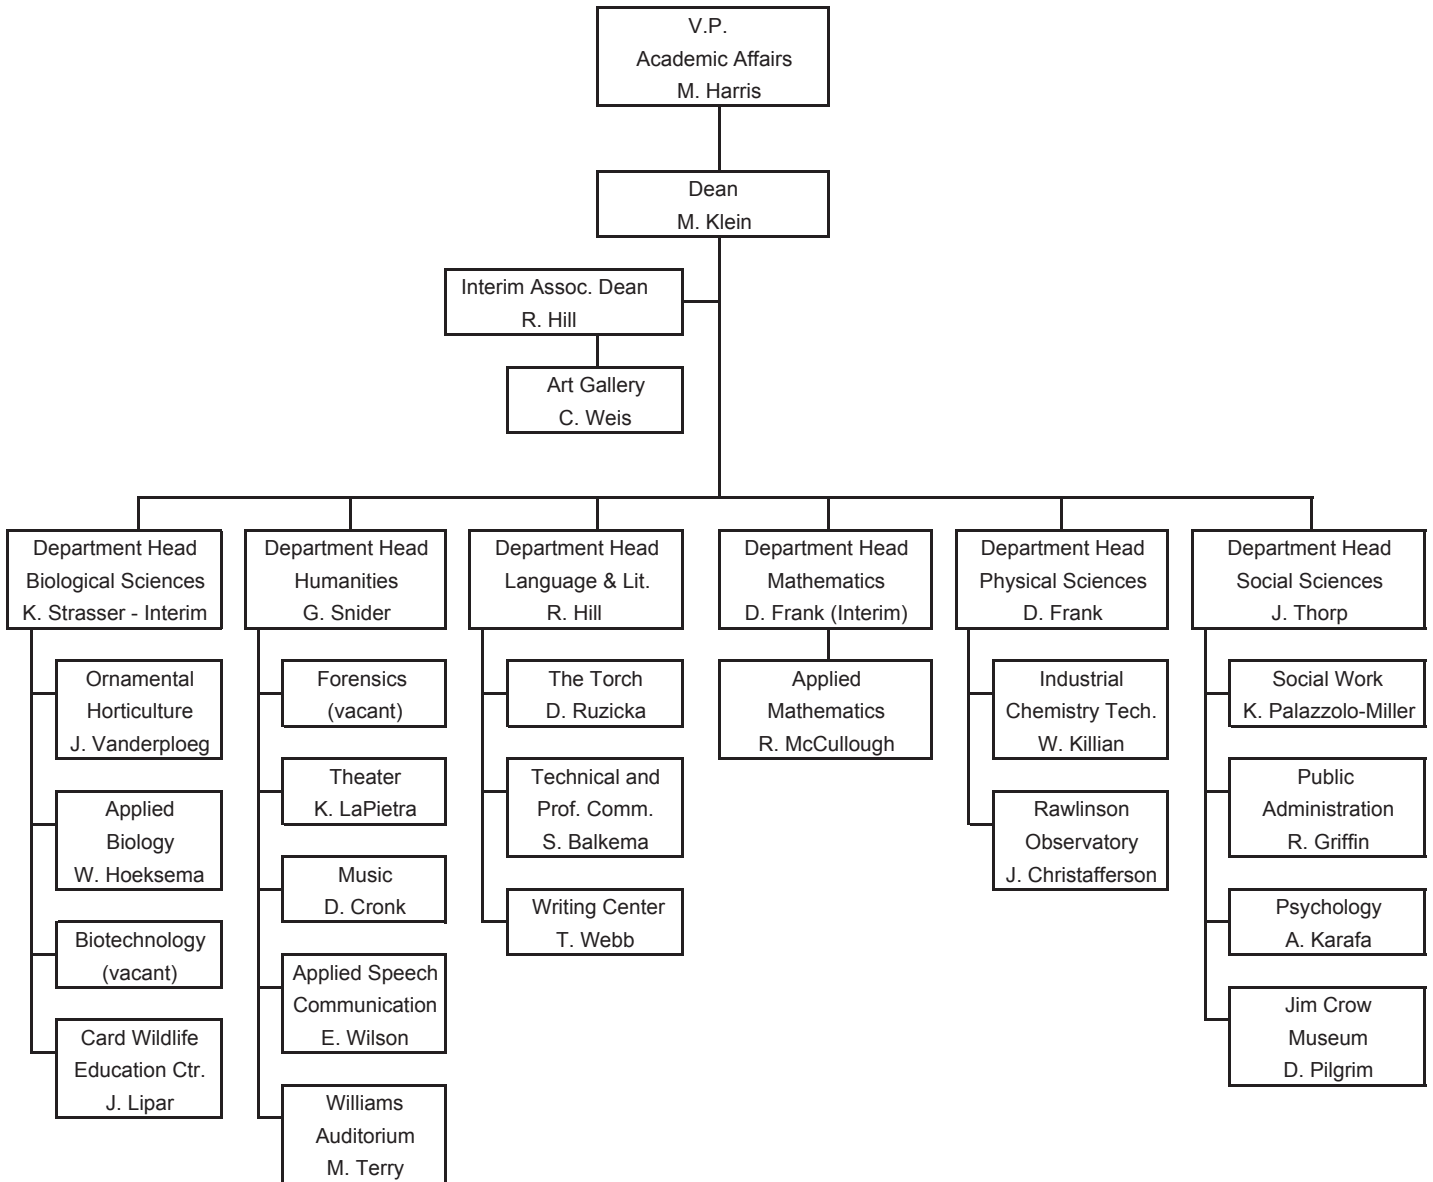 V.P.
Academic Affairs
M. Harris
Dean
M. Klein
Interim Assoc. Dean
R. Hill
Art Gallery
C. Weis
Department Head
Biological Sciences
K. Strasser - Interim
Ornamental
Horticulture
J. Vanderploeg
Applied
Biology
W. Hoeksema
Biotechnology
(vacant)
Card Wildlife
Education Ctr.
J. Lipar
Department Head
Humanities
G. Snider
Forensics
(vacant)
Theater
K. LaPietra
Music
D. Cronk
Applied Speech
Communication
E. Wilson
Williams
Auditorium
M. Terry
Department Head
Language & Lit.
R. Hill
The Torch
D. Ruzicka
Technical and
Prof. Comm.
S. Balkema
Writing Center
T. Webb
Department Head
Mathematics
D. Frank (Interim)
Applied
Mathematics
R. McCullough
Department Head
Physical Sciences
D. Frank
Industrial
Chemistry Tech.
W. Killian
Rawlinson
Observatory
J. Christafferson
Department Head
Social Sciences
J. Thorp
Social Work
K. Palazzolo-Miller
Public
Administration
R. Griffin
Psychology
A. Karafa
Jim Crow
Museum
D. Pilgrim